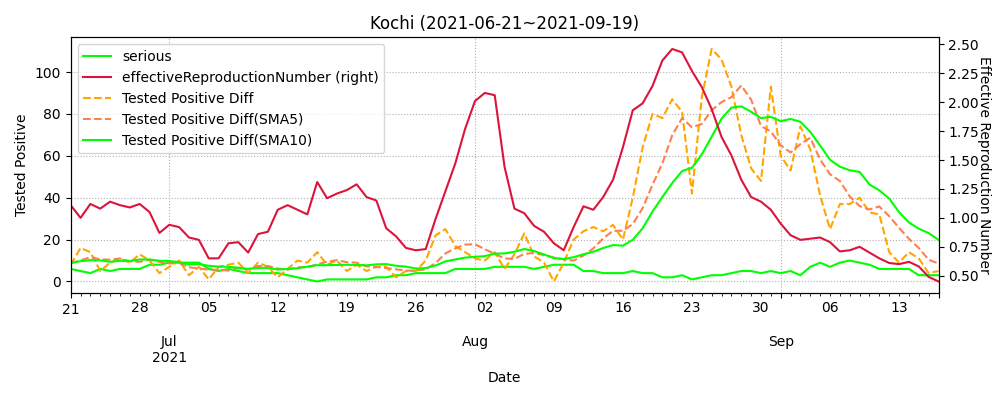 Kochi (2021-06-21~2021-09-19)
serious
effectiveReproductionNumber (right)
Tested Positive Diff
Tested Positive Diff(SMA5)
Tested Positive Diff(SMA10)
Tested Positive
100
80
60
40
20
0
2.50
2.25
2.00
1.75
1.50
1.25
1.00
0.75
0.50
Effective Reproduction Number
21 28 05 12 19 26 02 09 16 23 30 06 13
Jul Aug Sep
2021
Date